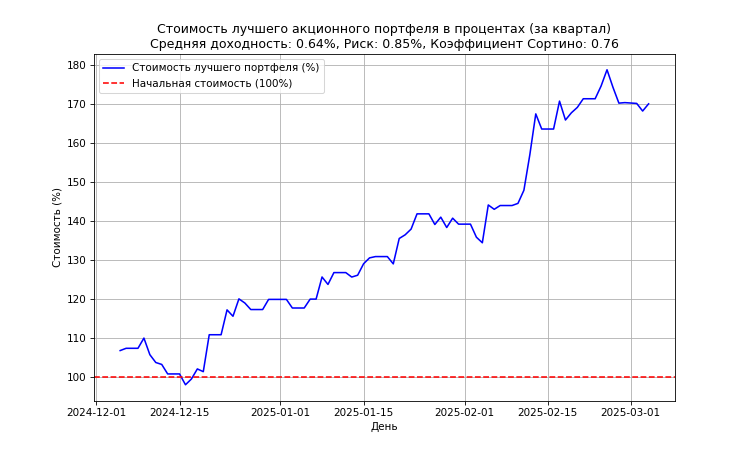 Стоимость лучшего акционного портфеля в процентах (за квартал)
Средняя доходность: 0.64%, Риск: 0.85%, Коэффициент Сортино: 0.76
Стоимость лучшего портфеля (%)
Начальная стоимость (100%)
Стоимость (%)
180
170
160
150
140
130
120
110
100
2024-12-01
2024-12-15
2025-01-01
2025-01-15
2025-02-01
2025-02-15
2025-03-01
День